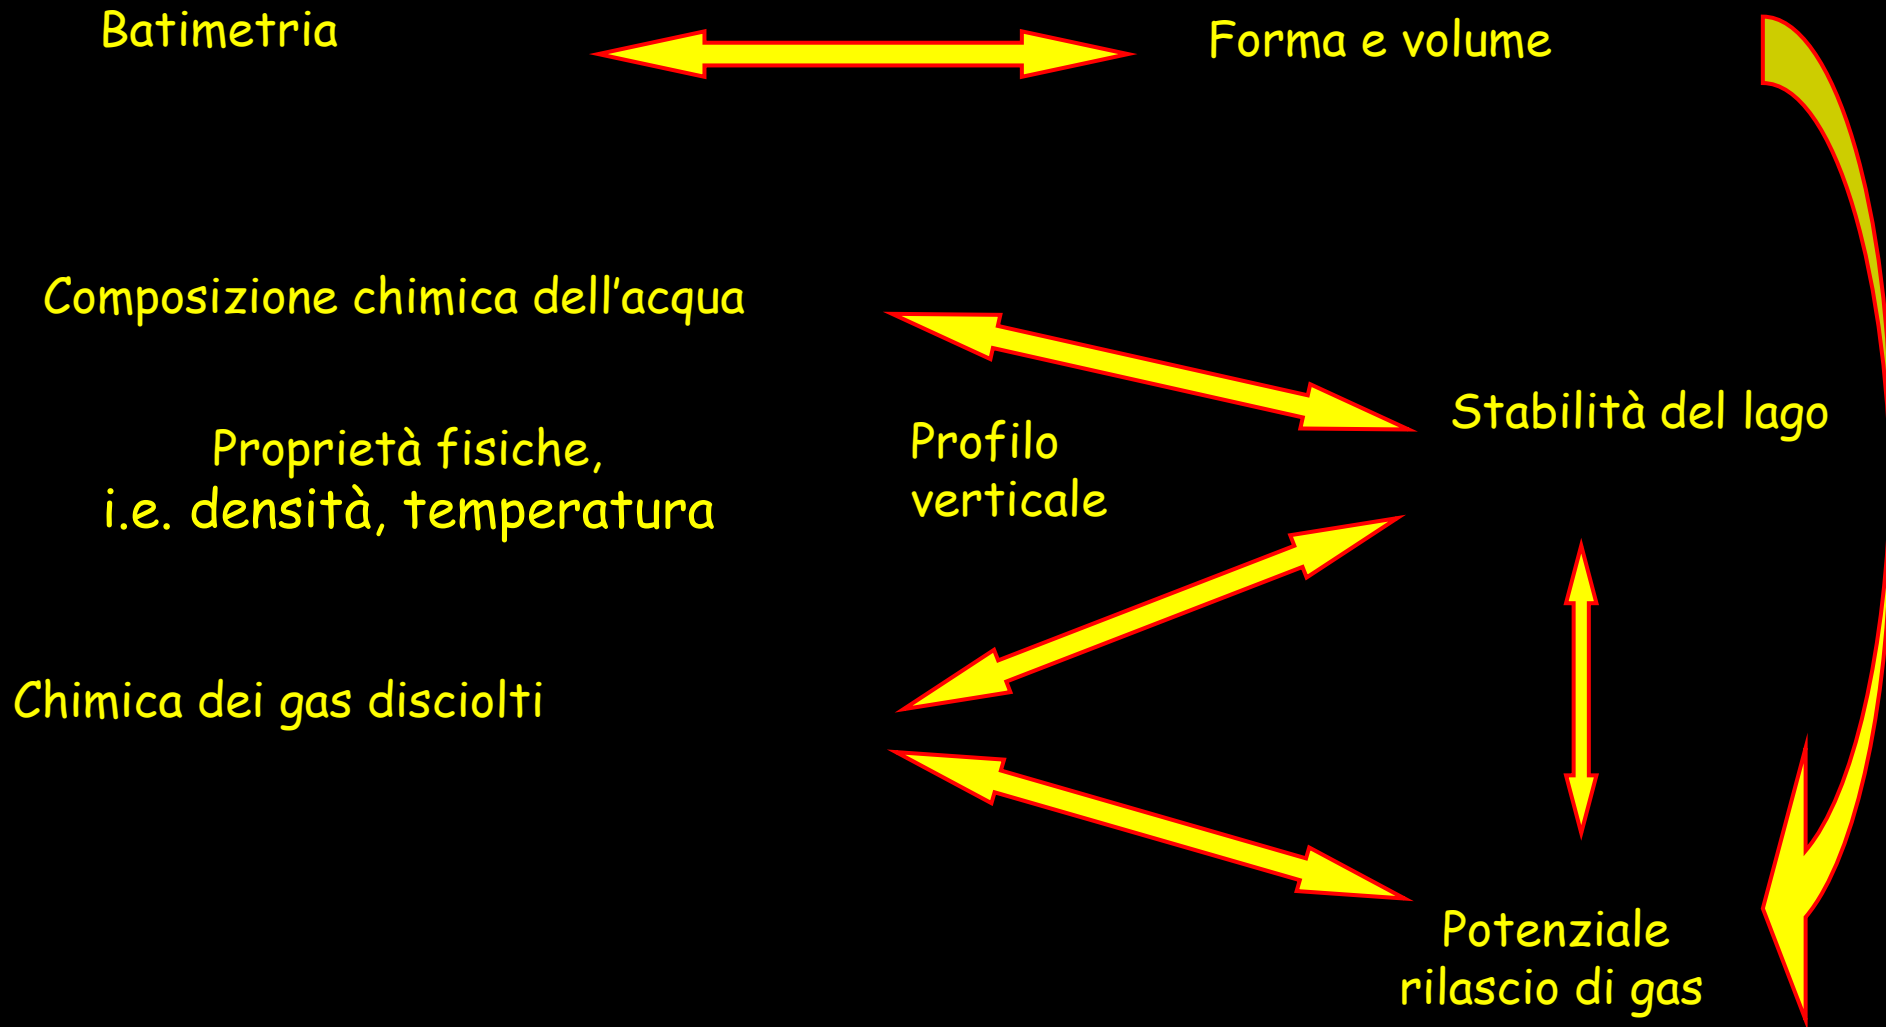 Batimetria
Forma e volume
Composizione chimica dell’acqua
Stabilità del lago
Proprietà fisiche,
i.e. densità, temperatura
Profilo
verticale
Chimica dei gas disciolti
Potenziale
rilascio di gas